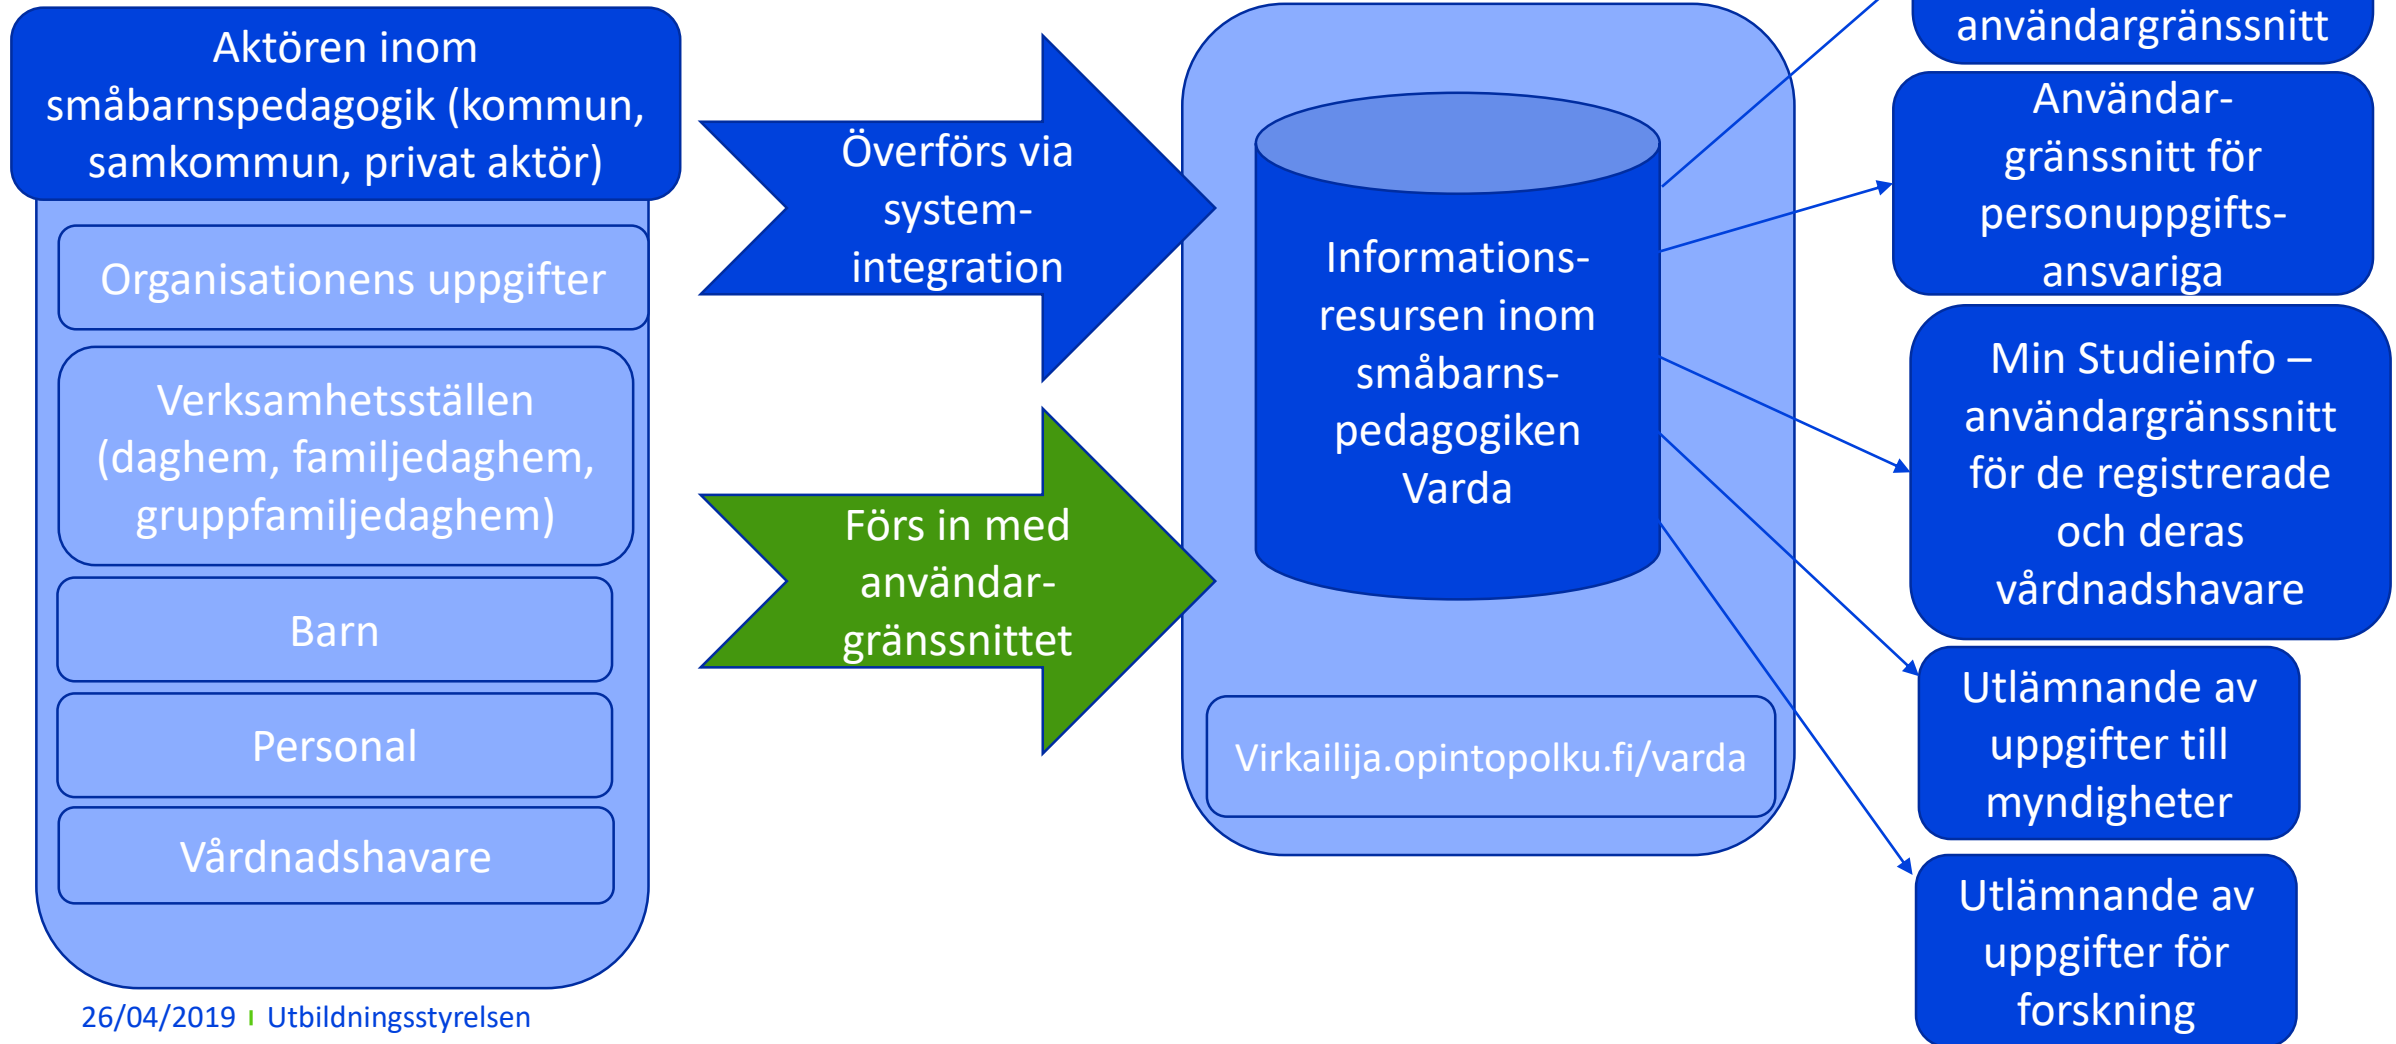 Aktören inom
småbarnspedagogik (kommun,
samkommun, privat aktör)
Organisationens uppgifter
Verksamhetsställen
(daghem, familjedaghem,
gruppfamiljedaghem)
Barn
Personal
Vårdnadshavare
Överförs via
system-
integration
Förs in med
användar-
gränssnittet
Informations-
resursen inom
småbarns-
pedagogiken
Varda
Virkailija.opintopolku.fi/varda
användargränssnitt
Användar-
gränssnitt för
personuppgifts-
ansvariga
Min Studieinfo –
användargränssnitt
för de registrerade
och deras
vårdnadshavare
Utlämnande av
uppgifter till
myndigheter
Utlämnande av
uppgifter för
forskning
26/04/2019 ı Utbildningsstyrelsen